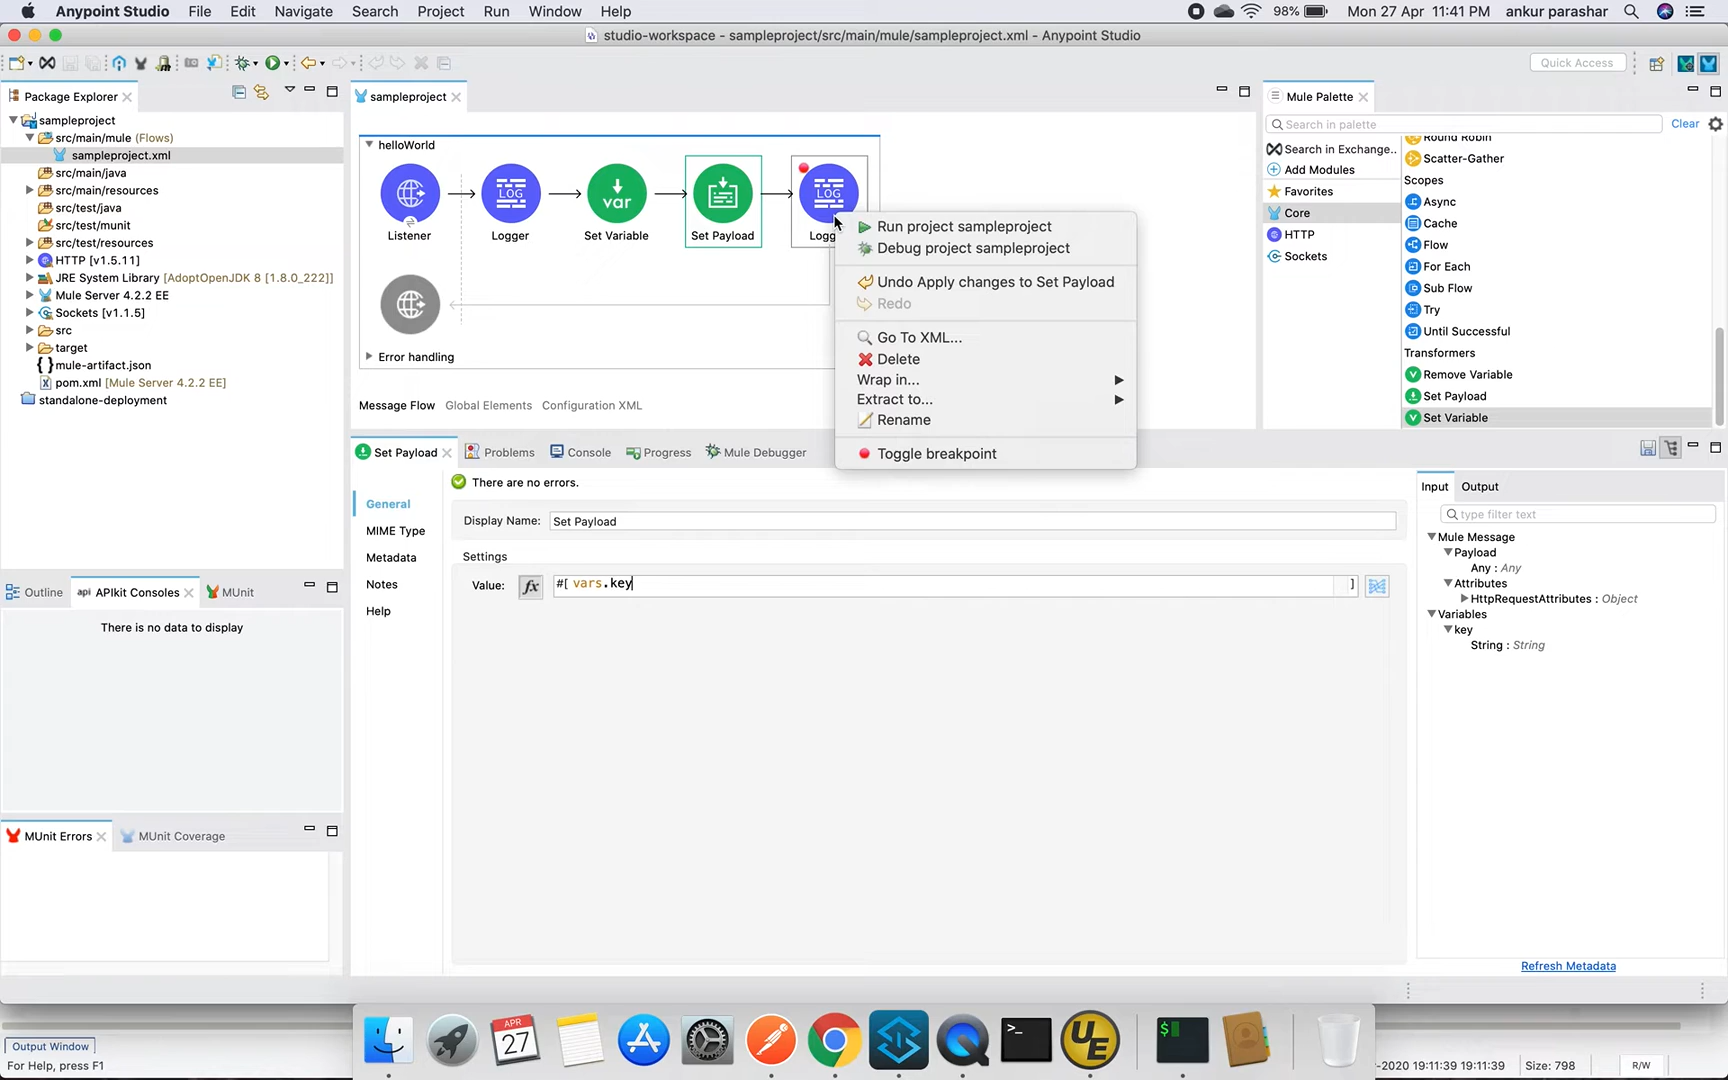 Anypoint Studio File Edit Navigate Search Project Run Window Help 98% Mon 27 Apr 11:41 PM ankur parashar
studio-workspace - sampleproject/src/main/mule/sampleproject.xml - Anypoint Studio
Quick Access
Package Explorer
sampleproject
src/main/mule (Flows)
sampleproject.xml
src/main/java
src/main/resources
src/test/java
src/test/munit
src/test/resources
HTTP [v1.5.11]
JRE System Library [AdoptOpenJDK 8 [1.8.0_222]]
Mule Server 4.2.2 EE
Sockets [v1.1.5]
src
target
mule-artifact.json
pom.xml [Mule Server 4.2.2 EE]
standalone-deployment
sampleproject
helloWorld
LOG var LOG
Listener Logger Set Variable Set Payload Logg
Error handling
Message Flow Global Elements Configuration XML
Run project sampleproject
Debug project sampleproject
Undo Apply changes to Set Payload
Redo
Go To XML...
Delete
Wrap in...
Extract to...
Rename
Toggle breakpoint
Mule Palette
Search in palette Clear
Search in Exchange..
Add Modules
Favorites
Core
HTTP
Sockets
Round Robin
Scatter-Gather
Scopes
Async
Cache
Flow
For Each
Sub Flow
Try
Until Successful
Transformers
Remove Variable
Set Payload
Set Variable
Set Payload Problems Console Progress Mule Debugger
There are no errors.
General
MIME Type
Metadata
Notes
Help
Display Name: Set Payload
Settings
Value: fx #[ vars.key ]
Input Output
type filter text
Mule Message
Payload
Any : Any
Attributes
HttpRequestAttributes : Object
Variables
key
String : String
Refresh Metadata
Outline api APIkit Consoles MUnit
There is no data to display
MUnit Errors MUnit Coverage
APR
27
>_
UE
$
Output Window
For Help, press F1
-2020 19:11:39 19:11:39 Size: 798 R/W